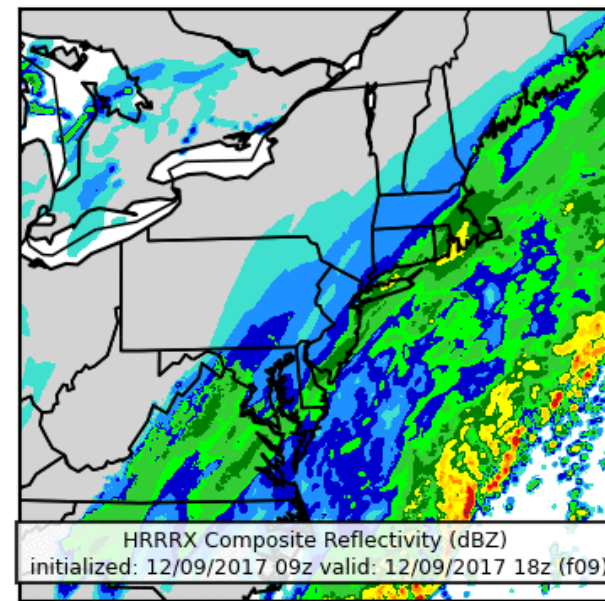 HRRRX Composite Reflectivity (dBZ)
initialized: 12/09/2017 09z valid: 12/09/2017 18z (f09)